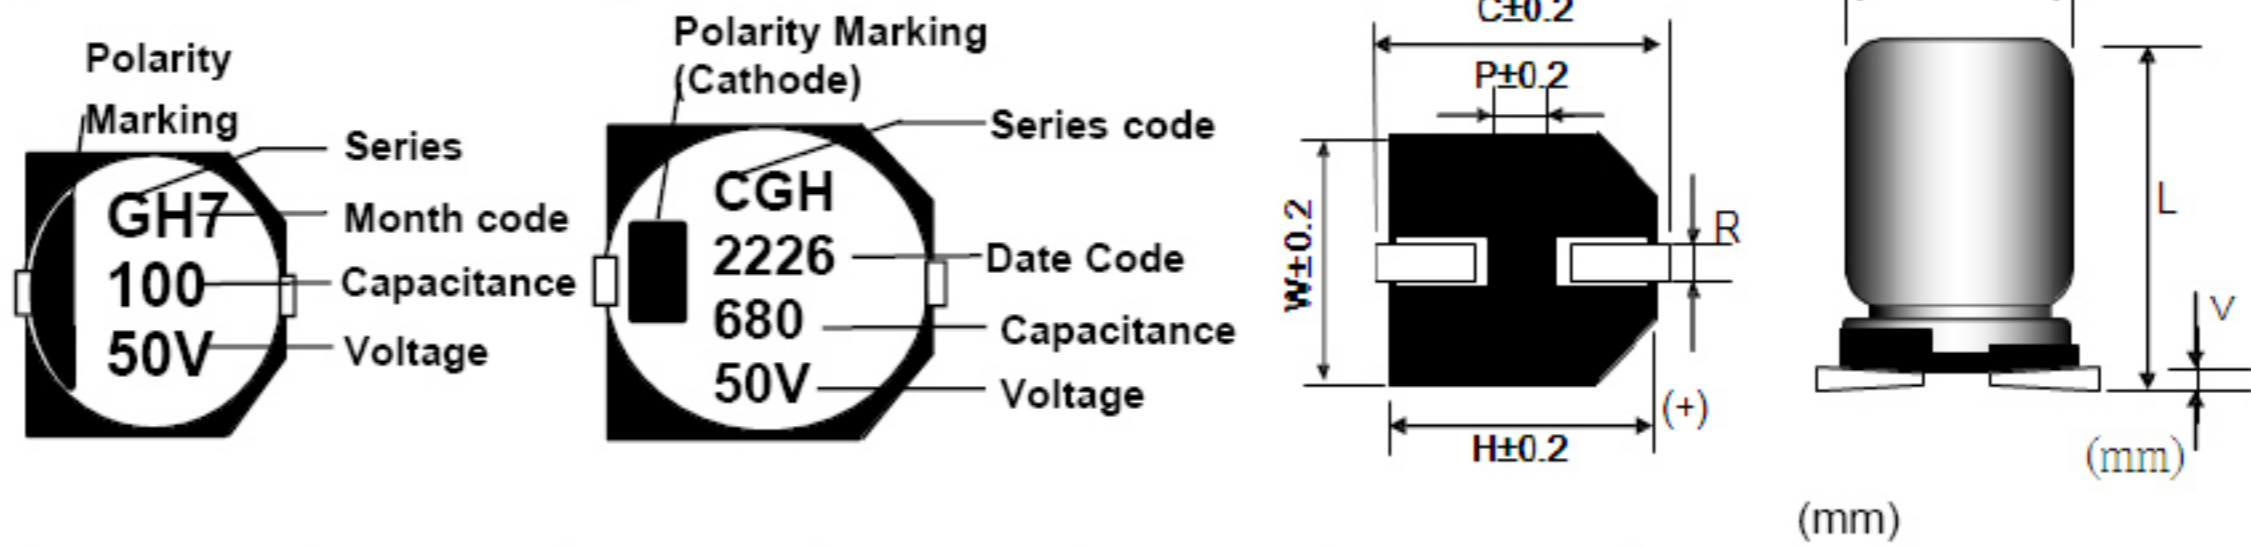 Polarity
Marking
Series
GH7
Month code
100
Capacitance
50V
Voltage
Polarity Marking
(Cathode)
Series code
CGH
2226
Date Code
680
Capacitance
50V
Voltage
C±0.2
P±0.2
W±0.2
R
(+)
H±0.2
L
V
(mm)
(mm)